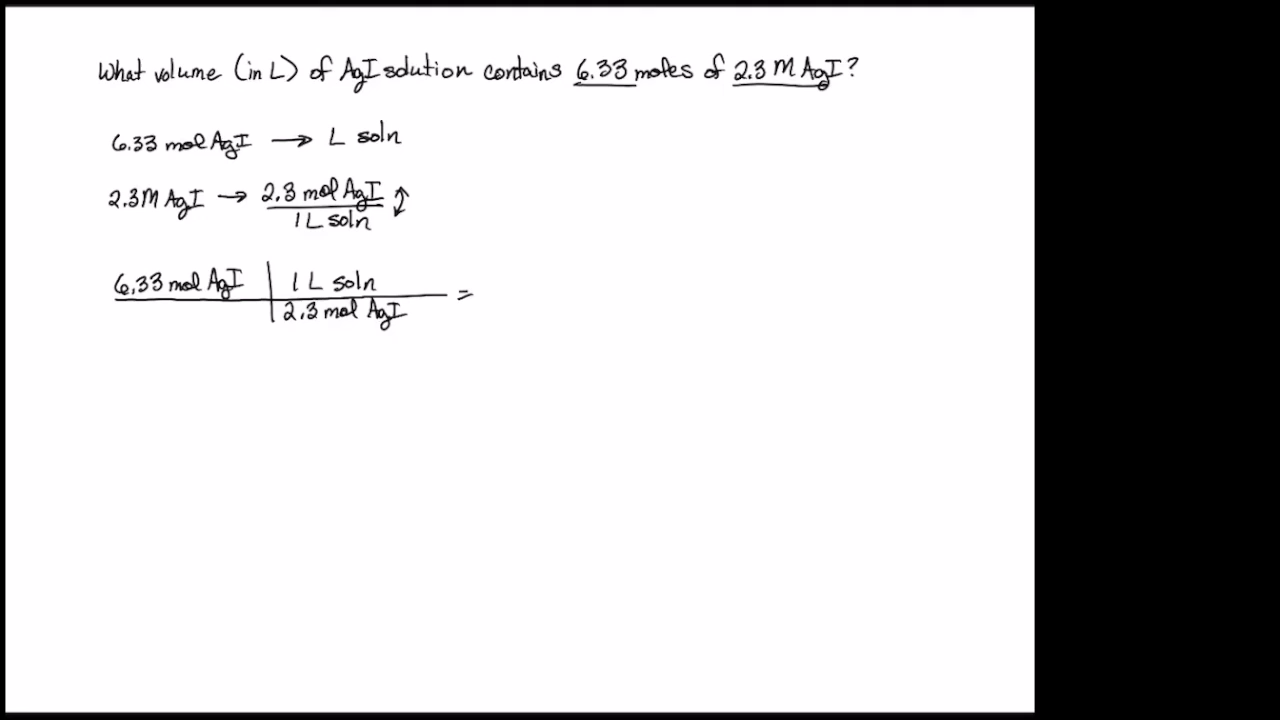 What volume (in L) of AgI solution contains 6.33 moles of 2.3 M AgI?
6.33 mol AgI → L soln
2.3M AgI → 2.3 mol AgI
1 L soln
6.33 mol AgI | 1 L soln =
2.3 mol AgI